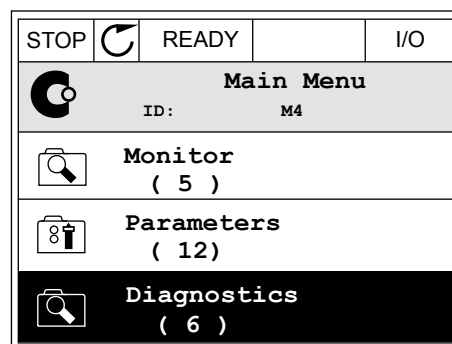 STOP READY I/O
Main Menu
ID: M4
Monitor
( 5 )
Parameters
( 12)
Diagnostics
( 6 )